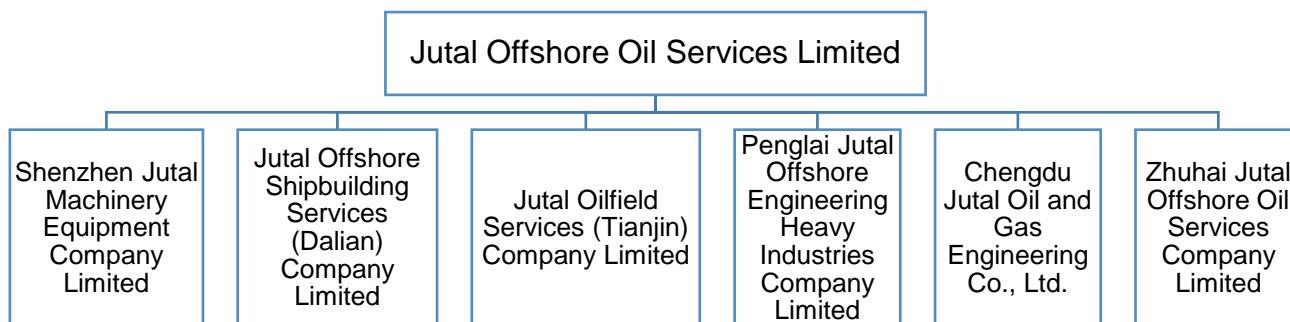 Jutal Offshore Oil Services Limited
Shenzhen Jutal
Machinery
Equipment
Company
Limited
Jutal Offshore
Shipbuilding
Services
(Dalian)
Company
Limited
Jutal Oilfield
Services (Tianjin)
Company Limited
Penglai Jutal
Offshore
Engineering
Heavy
Industries
Company
Limited
Chengdu
Jutal Oil and
Gas
Engineering
Co., Ltd.
Zhuhai Jutal
Offshore Oil
Services
Company
Limited